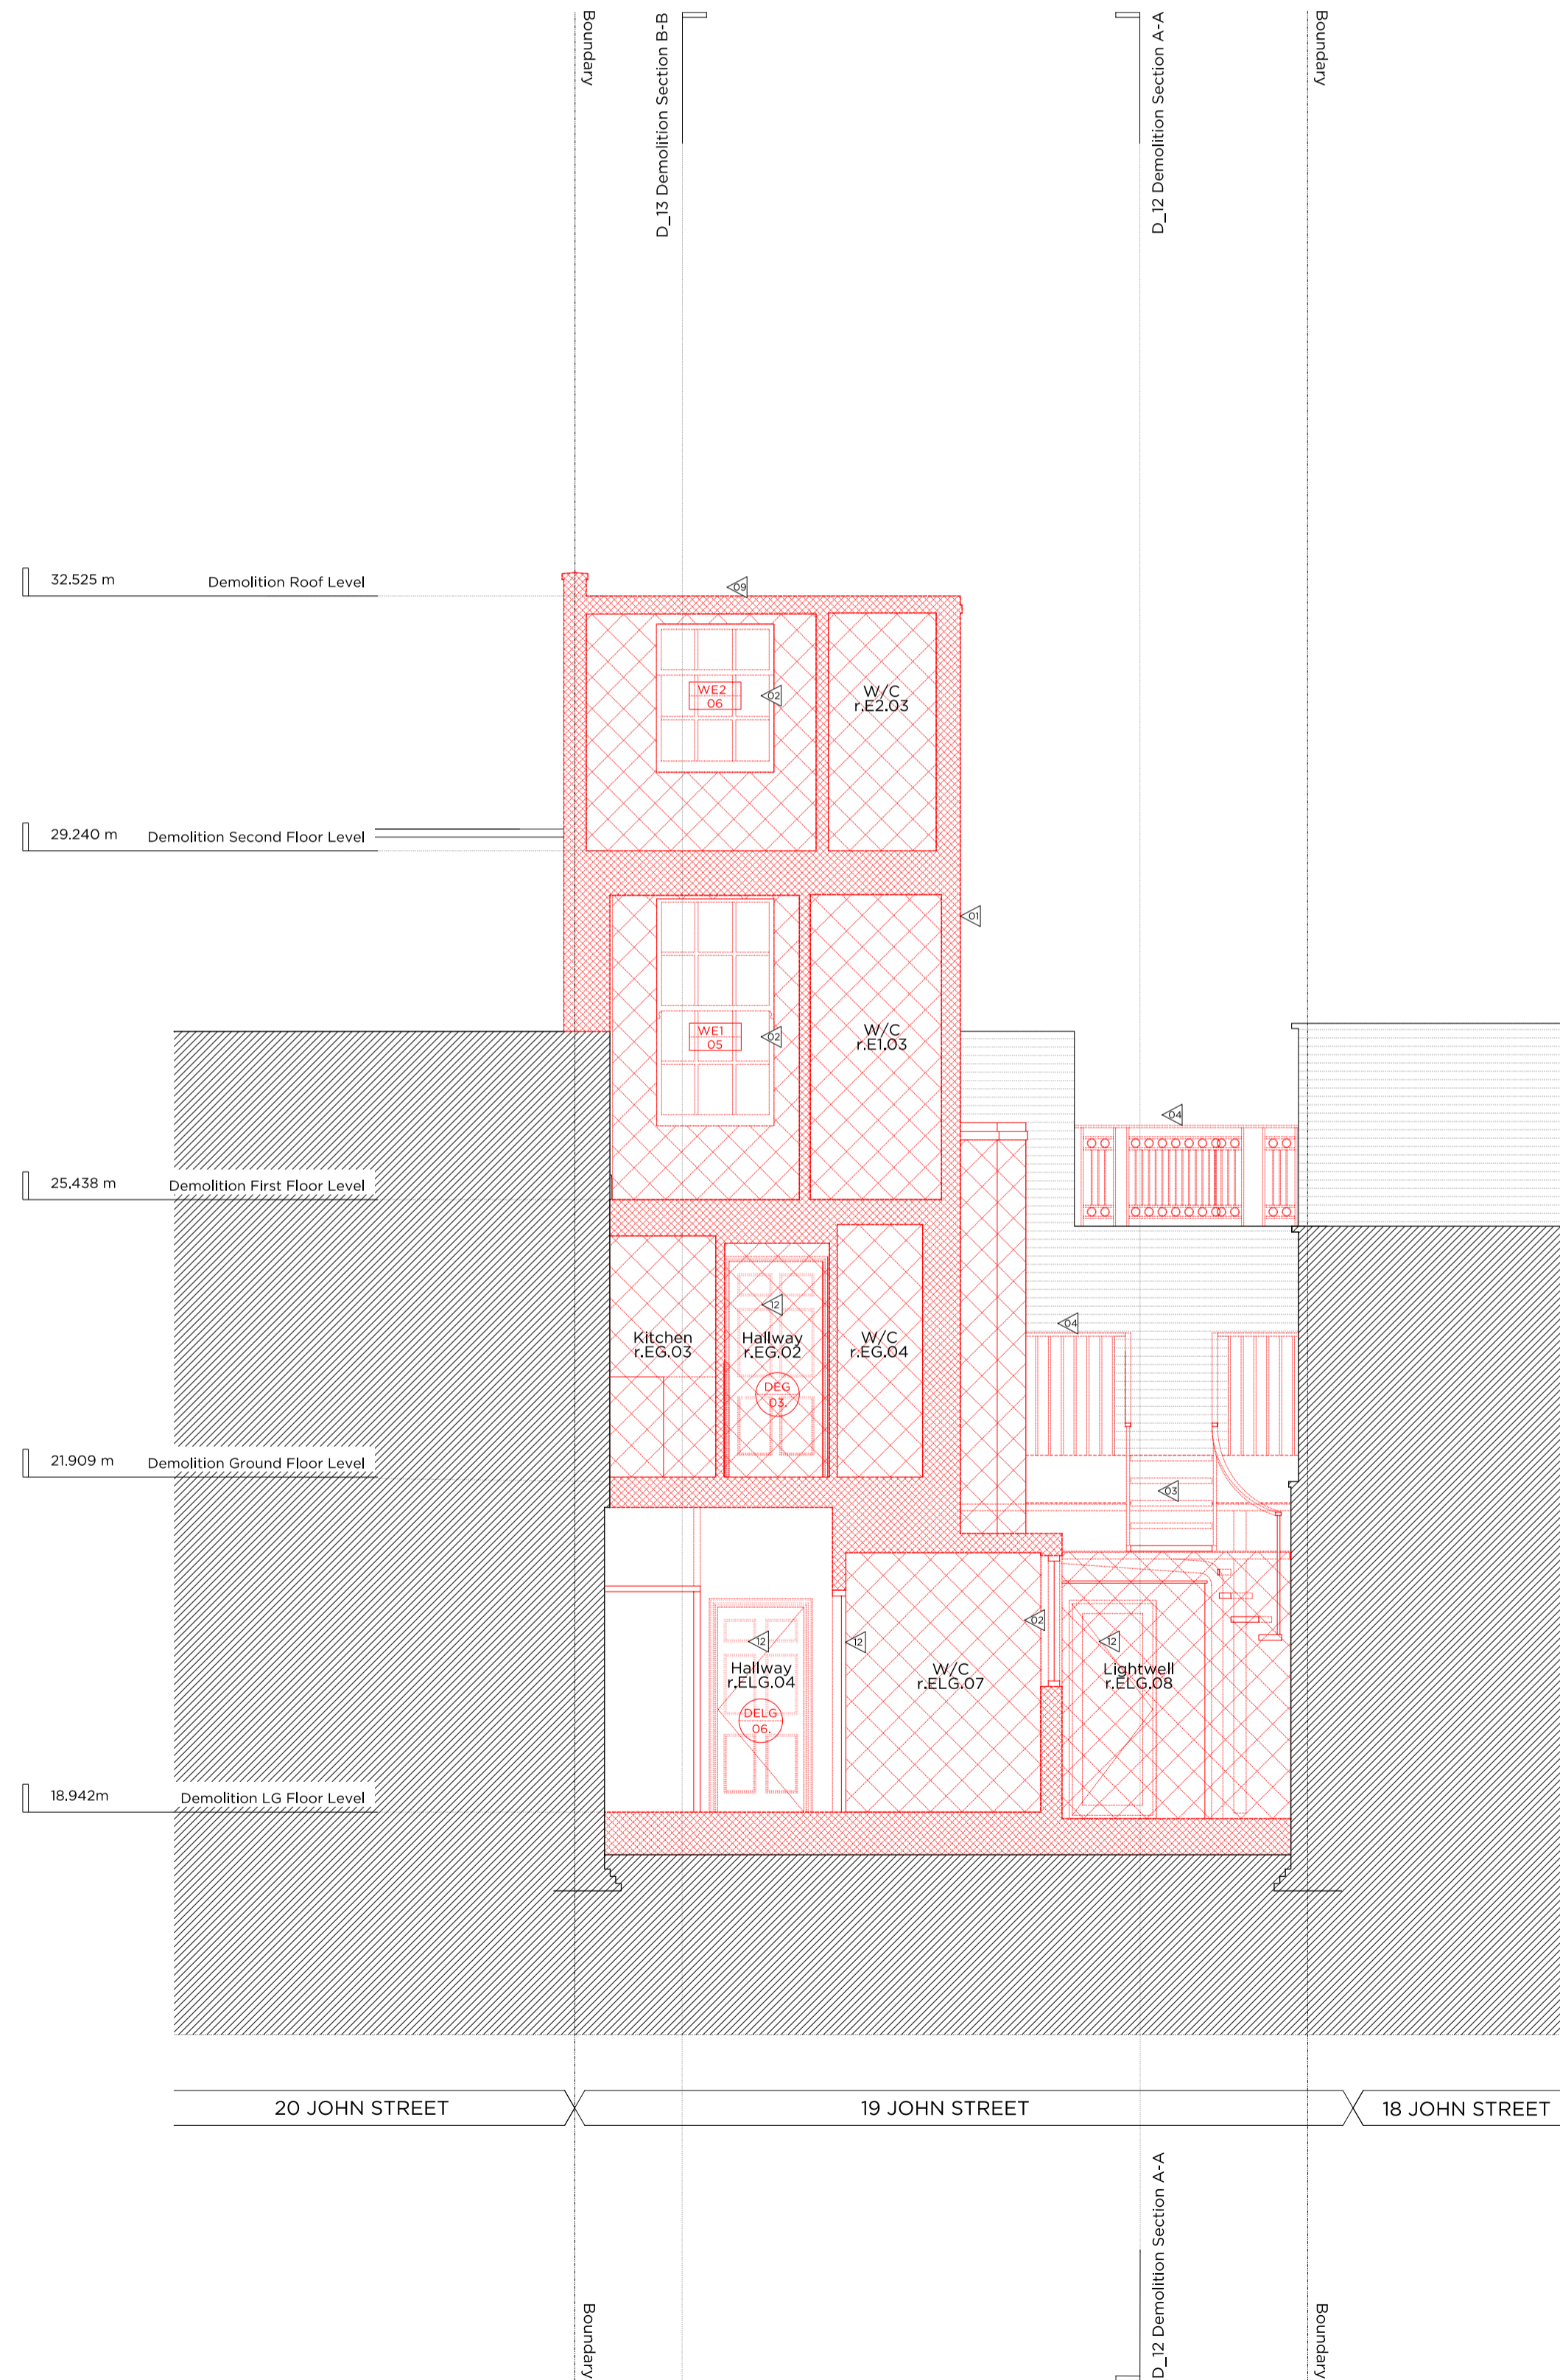 Boundary
D_13 Demolition Section B-B
D_12 Demolition Section A-A
Boundary
32.525 m Demolition Roof Level
09
WE2
06
02
W/C
r.E2.03
29.240 m Demolition Second Floor Level
01
WE1
05
02
W/C
r.E1.03
04
25.438 m Demolition First Floor Level
12
04
Kitchen
r.EG.03
Hallway
r.EG.02
W/C
r.EG.04
DEG
03.
21.909 m Demolition Ground Floor Level
03
02
12
12
12
Hallway
r.ELG.04
W/C
r.ELG.07
Lightwell
r.ELG.08
DELG
06.
18.942m Demolition LG Floor Level
20 JOHN STREET
19 JOHN STREET
18 JOHN STREET
D_12 Demolition Section A-A
Boundary
Boundary